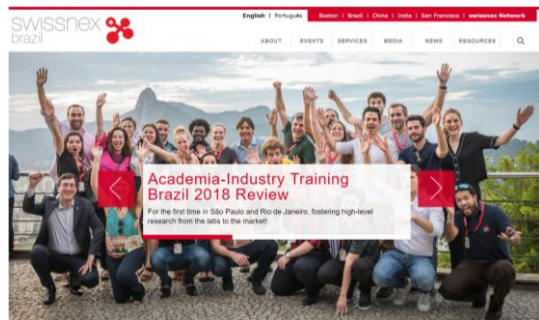 swissnex
brazil
English | Português
Boston | Brazil | China | India | San Francisco | swissnex Network
ABOUT
EVENTS
SERVICES
MEDIA
NEWS
RESOURCES
Academia-Industry Training
Brazil 2018 Review
For the first time in São Paulo and Rio de Janeiro, fostering high-level
research from the labs to the market!